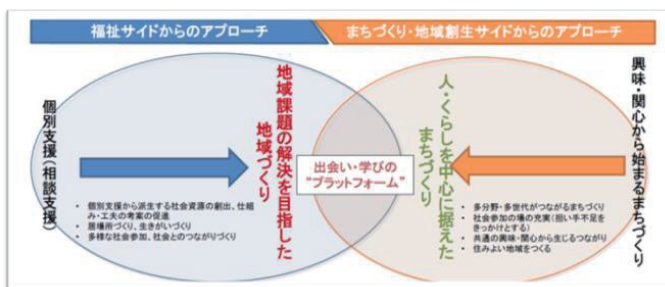 福祉サイドからのアプローチ
まちづくり・地域創生サイドからのアプローチ
個別支援(相談支援)
地域課題の解決を目指した
地域づくり
出会い・学びの
"プラットフォーム"
人・くらしを中心に据えた
まちづくり
興味・関心から始まるまちづくり
• 個別支援から派生する社会資源の創出、仕組
み・工夫の考案の促進
• 居場所づくり、生きがいづくり
• 多様な社会参加、社会とのつながりづくり
• 多分野・多世代がつながるまちづくり
• 社会参加の場の充実(担い手不足を
きっかけとする)
• 共通の興味・関心から生じるつながり
• 住みよい地域をつくる